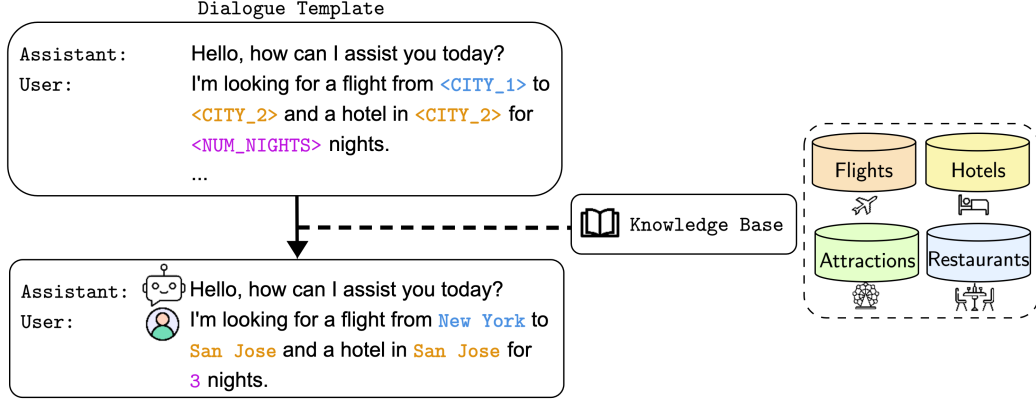 Dialogue Template
Assistant: Hello, how can I assist you today?
User: I'm looking for a flight from <CITY_1> to
<CITY_2> and a hotel in <CITY_2> for
<NUM_NIGHTS> nights.
...
Knowledge Base
Flights
Hotels
Attractions
Restaurants
Assistant: Hello, how can I assist you today?
User: I'm looking for a flight from New York to
San Jose and a hotel in San Jose for
3 nights.